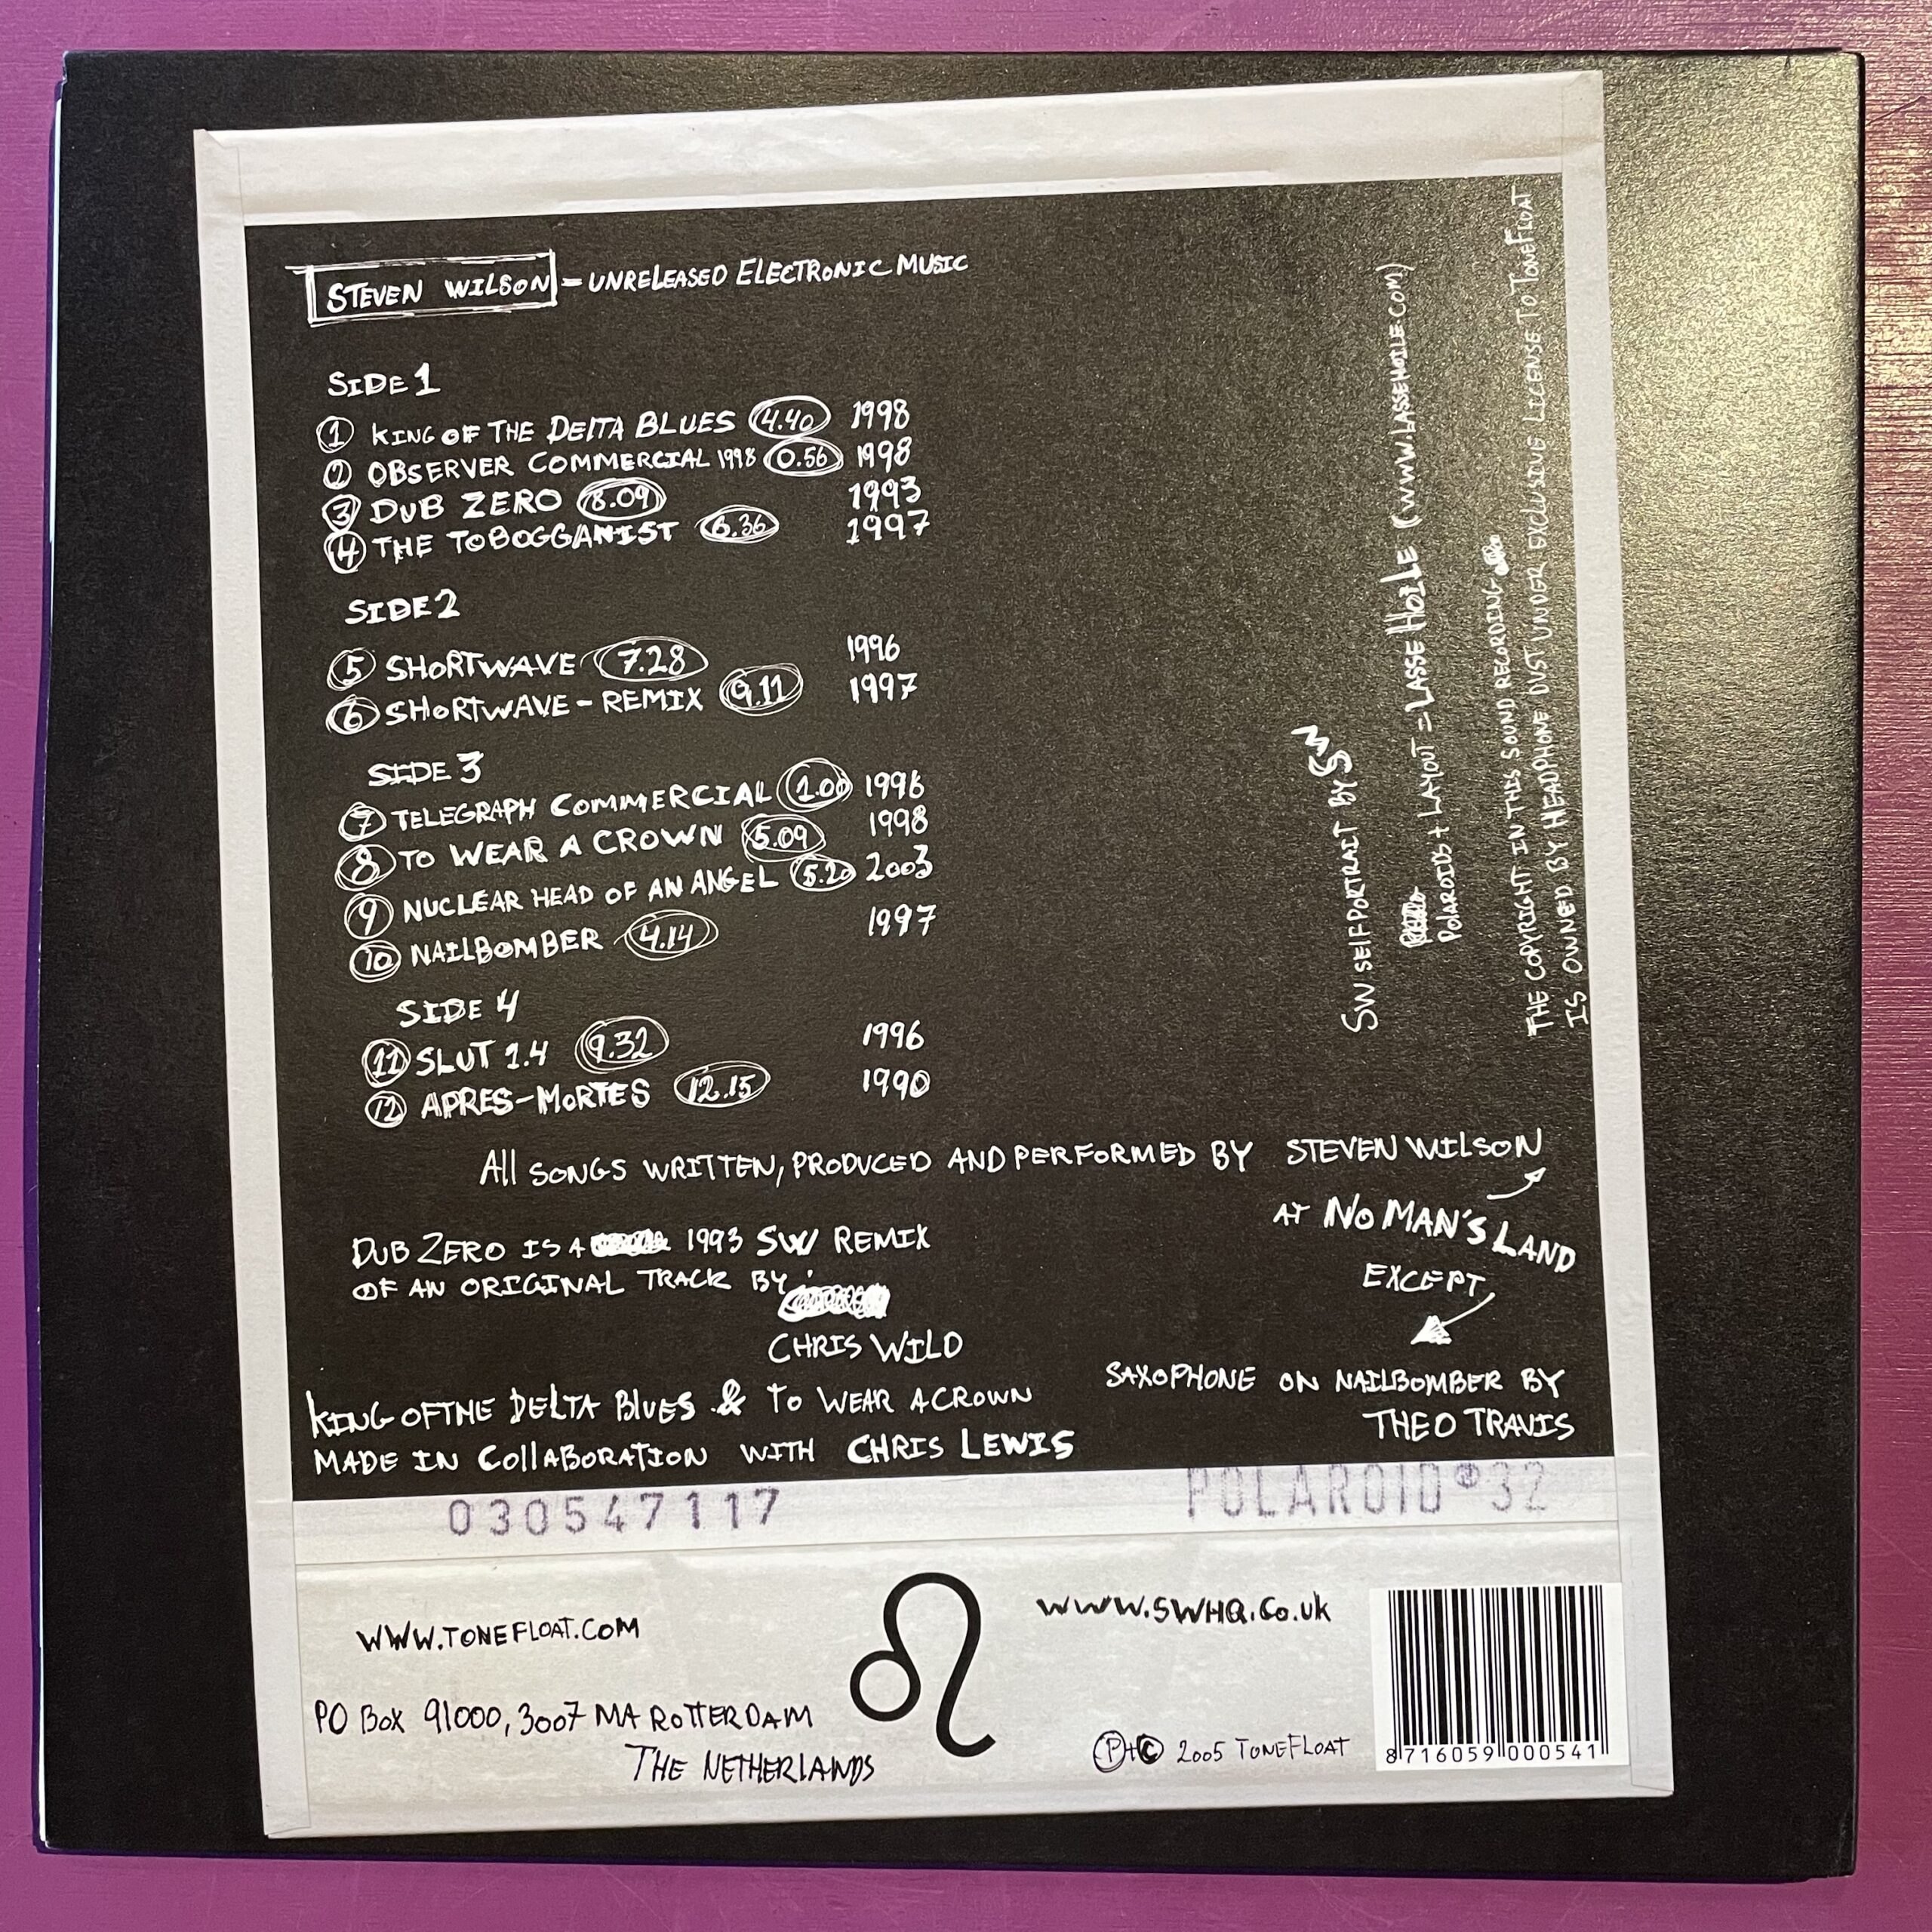 STEVEN WILSON - UNRELEASED ELECTRONIC MUSIC
SIDE 1
1 KING OF THE DELTA BLUES 4.40 1998
2 OBSERVER COMMERCIAL 1998 0.56 1998
3 DUB ZERO 8.09 1993
4 THE TOBOGGANIST 6.36 1997
SIDE 2
5 SHORTWAVE 7.28 1996
6 SHORTWAVE - REMIX 9.11 1997
SIDE 3
7 TELEGRAPH COMMERCIAL 1.00 1996
8 TO WEAR A CROWN 5.09 1998
9 NUCLEAR HEAD OF AN ANGEL 5.20 2003
10 NAILBOMBER 4.14 1997
SIDE 4
11 SLUT 1.4 9.32 1996
12 APRES-MORTES 12.15 1990
All SONGS WRITTEN, PRODUCED AND PERFORMED BY STEVEN WILSON
AT NO MAN'S LAND
EXCEPT
SAXOPHONE ON NAILBOMBER BY
THEO TRAVIS
DUB ZERO IS A 1993 SW REMIX
OF AN ORIGINAL TRACK BY
CHRIS WILD
KING OF THE DELTA BLUES & TO WEAR A CROWN
MADE IN COLLABORATION WITH CHRIS LEWIS
SW SELFPORTRAIT BY SW
POLAROIDS + LAYOUT = LASSE HOILE (WWW.LASSEHOILE.COM)
THE COPYRIGHT IN THIS SOUND RECORDING
IS OWNED BY HEADPHONE DUST UNDER EXCLUSIVE LICENSE TO TONEFLOAT
030547117
POLAROID®32
WWW.TONEFLOAT.COM
WWW.SWHQ.CO.UK
PO BOX 91000, 3007 MA ROTTERDAM
THE NETHERLANDS
Ⓟ+© 2005 TONEFLOAT
8 716059 000541